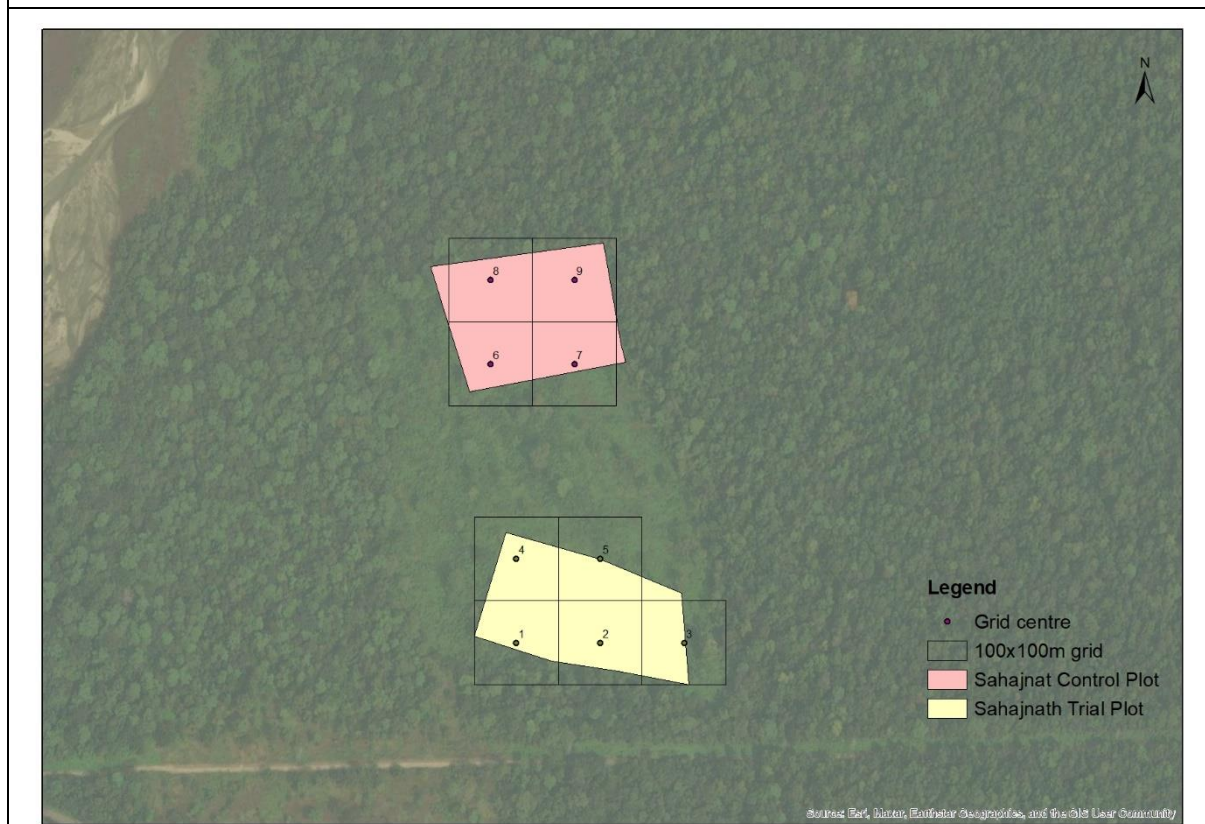 N
8
9
6
7
4
5
1
2
3
Legend
Grid centre
100x100m grid
Sahajnat Control Plot
Sahajnath Trial Plot
Source: Esri, Maxar, Earthstar Geographics, and the GIS User Community